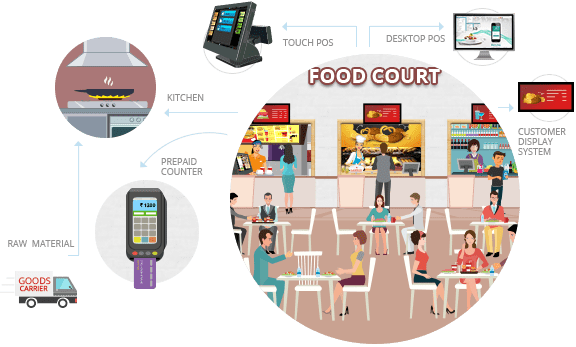 TOUCH POS
DESKTOP POS
FOOD COURT
KITCHEN
CUSTOMER
DISPLAY
SYSTEM
PREPAID
COUNTER
₹ 1200
RAW MATERIAL
GOODS
CARRIER